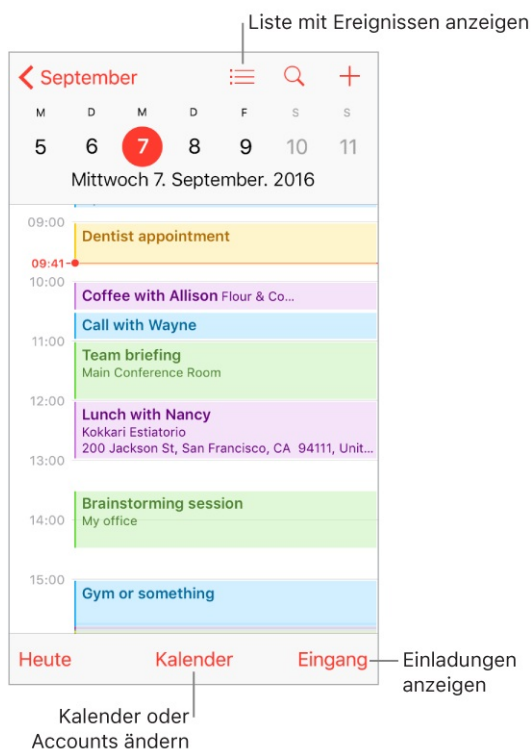 Liste mit Ereignissen anzeigen
September
M D M D F S S
5 6 7 8 9 10 11
Mittwoch 7. September. 2016
09:00
Dentist appointment
09:41
10:00
Coffee with Allison Flour & Co...
Call with Wayne
11:00
Team briefing
Main Conference Room
12:00
Lunch with Nancy
Kokkari Estiatorio
200 Jackson St, San Francisco, CA 94111, Unit...
13:00
Brainstorming session
14:00
My office
15:00
Gym or something
Heute Kalender Eingang
Einladungen
anzeigen
Kalender oder
Accounts ändern